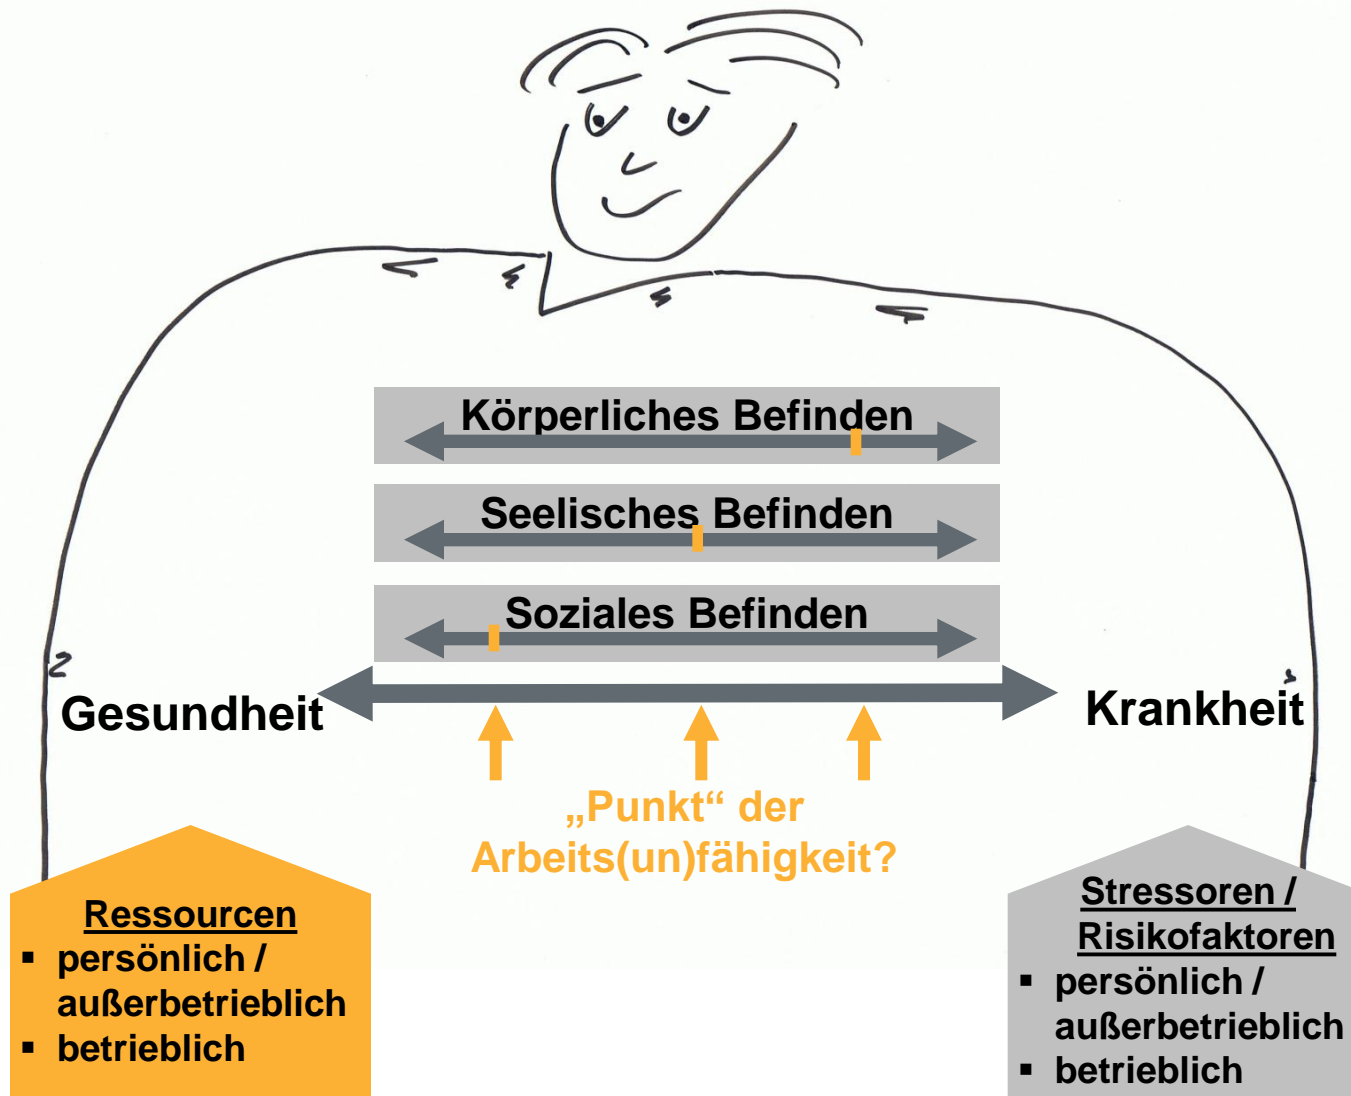 Körperliches Befinden
Seelisches Befinden
Soziales Befinden
Gesundheit
Krankheit
„Punkt“ der
Arbeits(un)fähigkeit?
Ressourcen
▪ persönlich /
außerbetrieblich
▪ betrieblich
Stressoren /
Risikofaktoren
▪ persönlich /
außerbetrieblich
▪ betrieblich